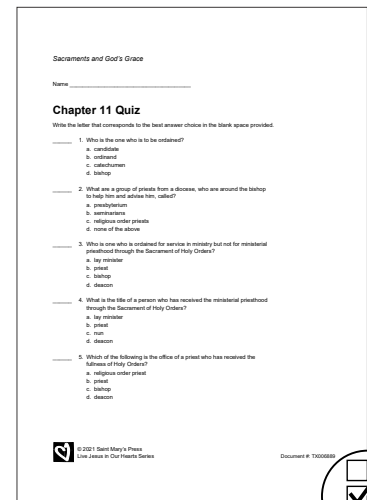 Sacraments and God's Grace
Name ___________________________________
Chapter 11 Quiz
Write the letter that corresponds to the best answer choice in the blank space provided.
______ 1. Who is the one who is to be ordained?
a. candidate
b. ordinand
c. catechumen
d. bishop
______ 2. What are a group of priests from a diocese, who are around the bishop
to help him and advise him, called?
a. presbyterium
b. seminarians
c. religious order priests
d. none of the above
______ 3. Who is one who is ordained for service in ministry but not for ministerial
priesthood through the Sacrament of Holy Orders?
a. lay minister
b. priest
c. bishop
d. deacon
______ 4. What is the title of a person who has received the ministerial priesthood
through the Sacrament of Holy Orders?
a. lay minister
b. priest
c. nun
d. deacon
______ 5. Which of the following is the office of a priest who has received the
fullness of Holy Orders?
a. religious order priest
b. priest
c. bishop
d. deacon
© 2021 Saint Mary's Press
Live Jesus in Our Hearts Series
Document #: TX006889